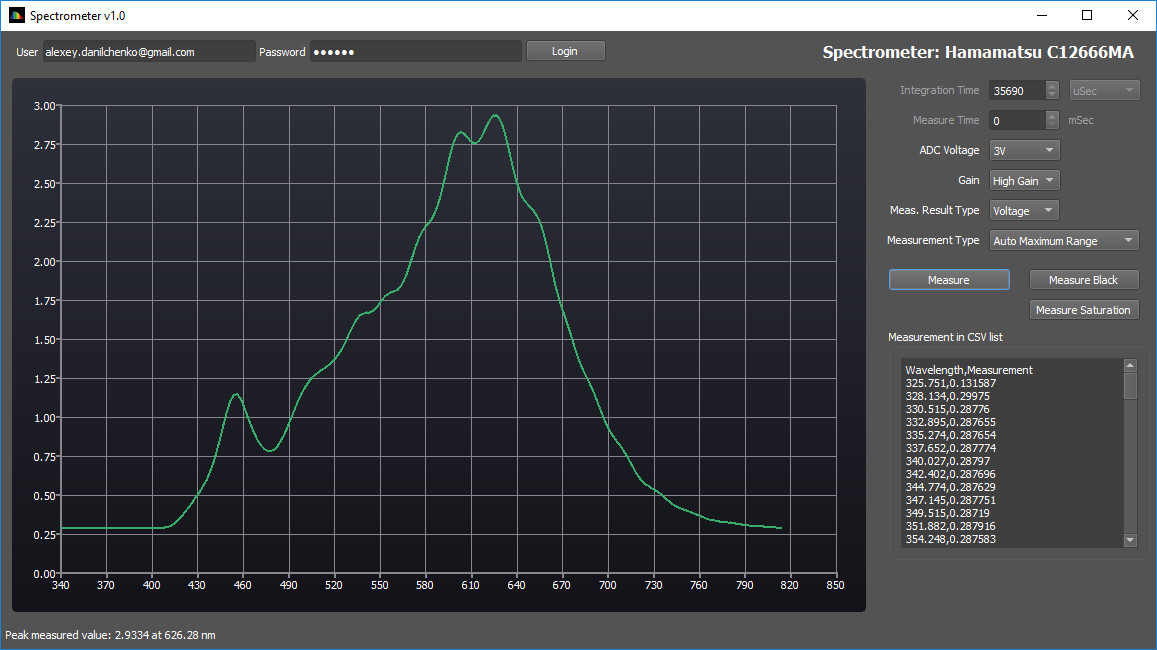 Spectrometer v1.0
User alexey.danilchenko@gmail.com Password ●●●●●● Login
Spectrometer: Hamamatsu C12666MA
Integration Time 35690 uSec
Measure Time 0 mSec
ADC Voltage 3V
Gain High Gain
Meas. Result Type Voltage
Measurement Type Auto Maximum Range
Measure Measure Black
Measure Saturation
Measurement in CSV list
Wavelength,Measurement
325.751,0.131587
328.134,0.29975
330.515,0.28776
332.895,0.287655
335.274,0.287654
337.652,0.287774
340.027,0.28797
342.402,0.287696
344.774,0.287629
347.145,0.287751
349.515,0.28719
351.882,0.287916
354.248,0.287583
3.00
2.75
2.50
2.25
2.00
1.75
1.50
1.25
1.00
0.75
0.50
0.25
0.00
340 370 400 430 460 490 520 550 580 610 640 670 700 730 760 790 820 850
Peak measured value: 2.9334 at 626.28 nm